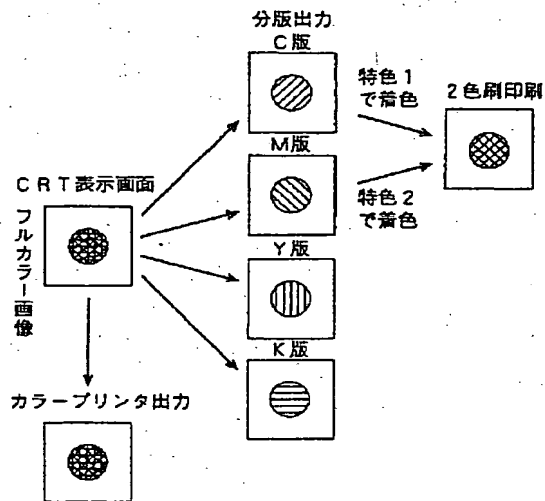 分版出力
C版
特色1
で着色
2色刷印刷
M版
CRT表示画面
特色2
で着色
フルカラー画像
Y版
K版
カラープリンタ出力